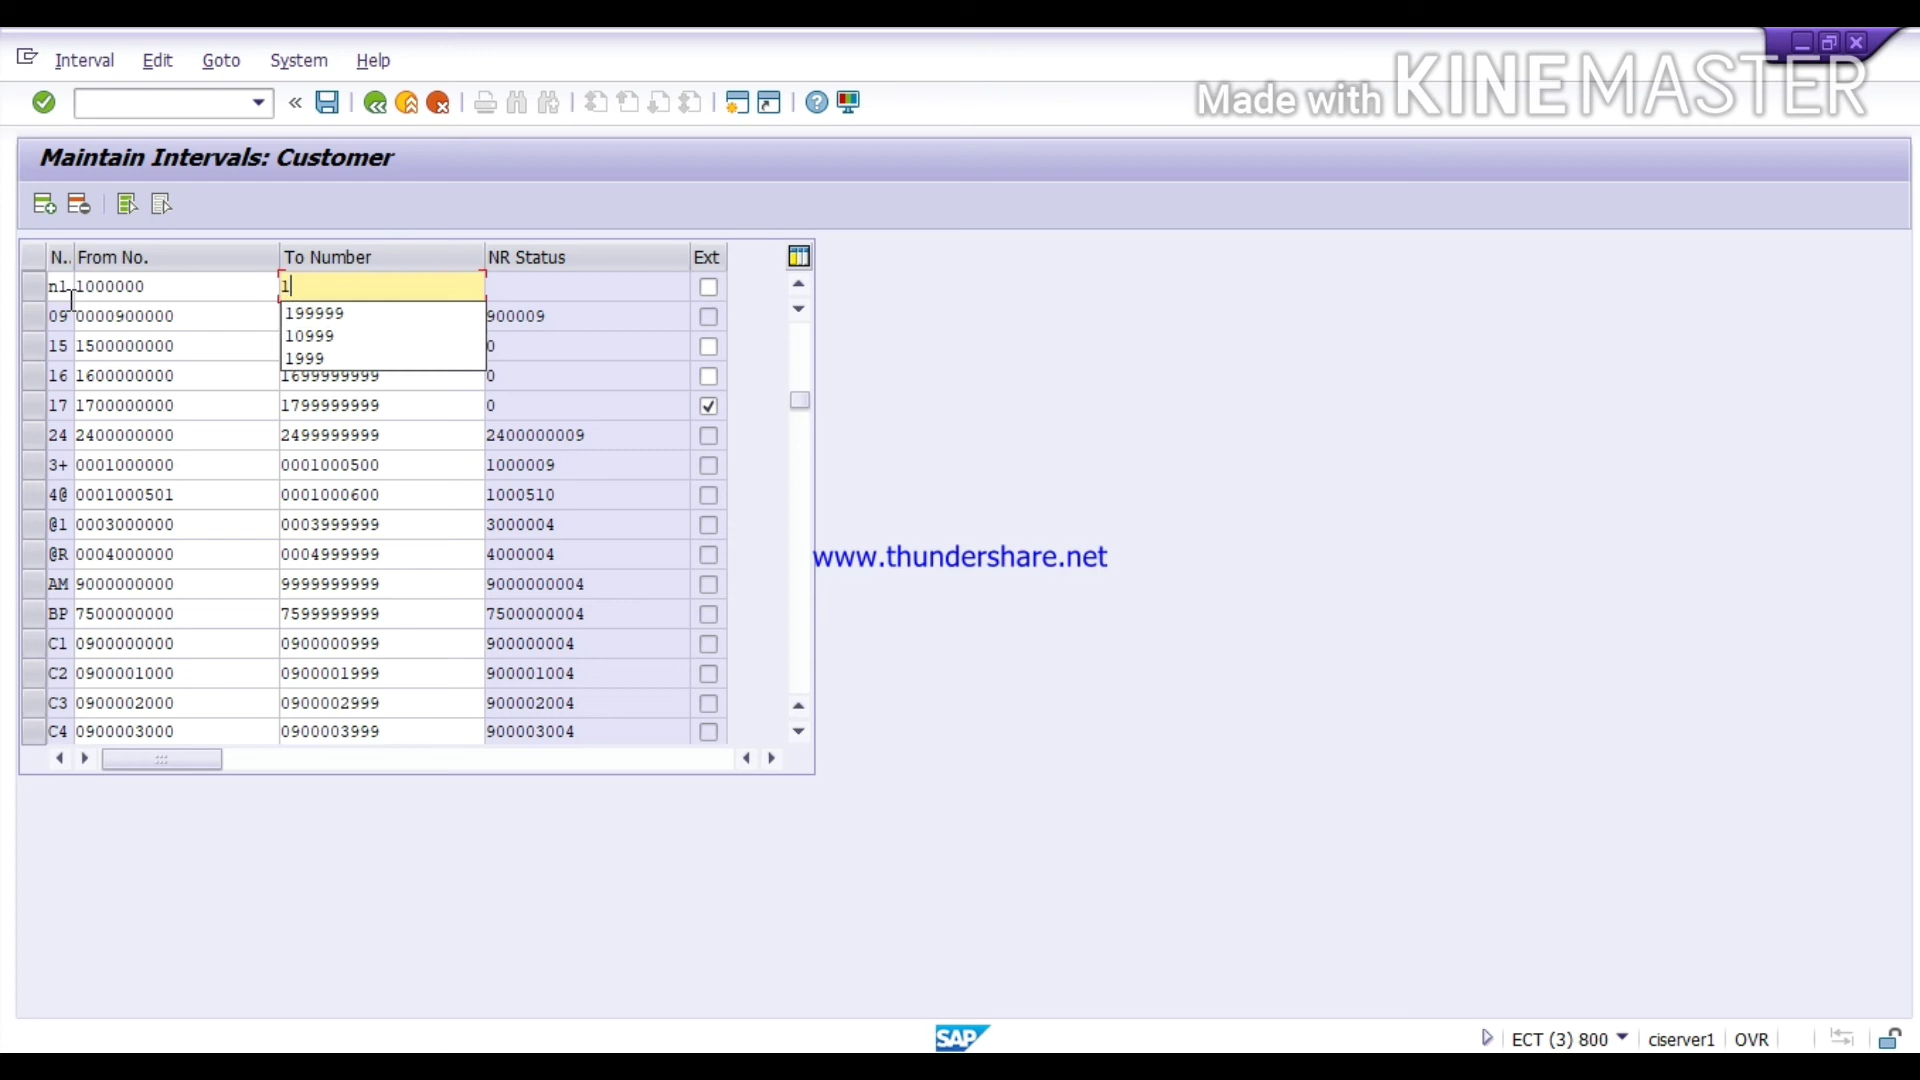 Interval Edit Goto System Help
Made with KINEMASTER
Maintain Intervals: Customer
N.. From No. To Number NR Status Ext
n1 1000000 1
09 0000900000 199999 900009
15 1500000000 10999 0
1999
16 1600000000 1699999999 0
17 1700000000 1799999999 0
24 2400000000 2499999999 2400000009
3+ 0001000000 0001000500 1000009
4@ 0001000501 0001000600 1000510
@1 0003000000 0003999999 3000004
@R 0004000000 0004999999 4000004
www.thundershare.net
AM 9000000000 9999999999 9000000004
BP 7500000000 7599999999 7500000004
C1 0900000000 0900000999 900000004
C2 0900001000 0900001999 900001004
C3 0900002000 0900002999 900002004
C4 0900003000 0900003999 900003004
SAP ECT (3) 800 ciserver1 OVR